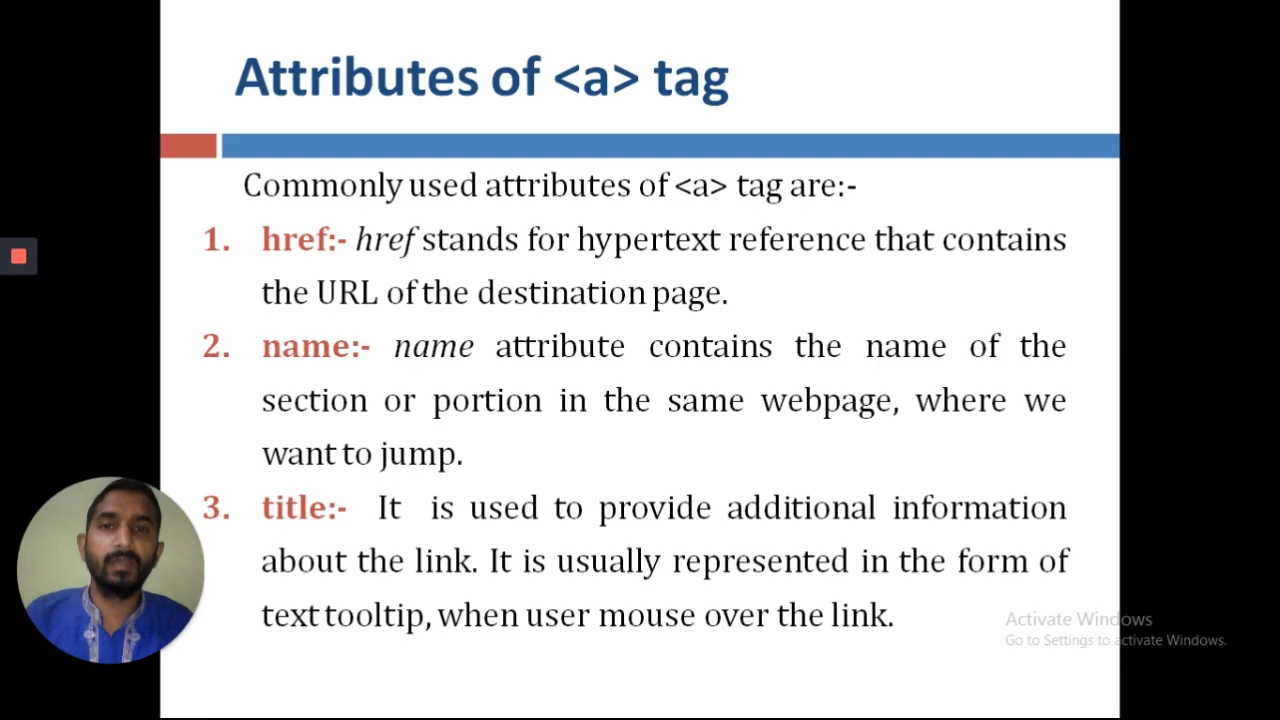 Attributes of <a> tag
Commonly used attributes of <a> tag are:-
1. href:- href stands for hypertext reference that contains
the URL of the destination page.
2. name:- name attribute contains the name of the
section or portion in the same webpage, where we
want to jump.
3. title:- It is used to provide additional information
about the link. It is usually represented in the form of
text tooltip, when user mouse over the link.
Activate Windows
Go to Settings to activate Windows.